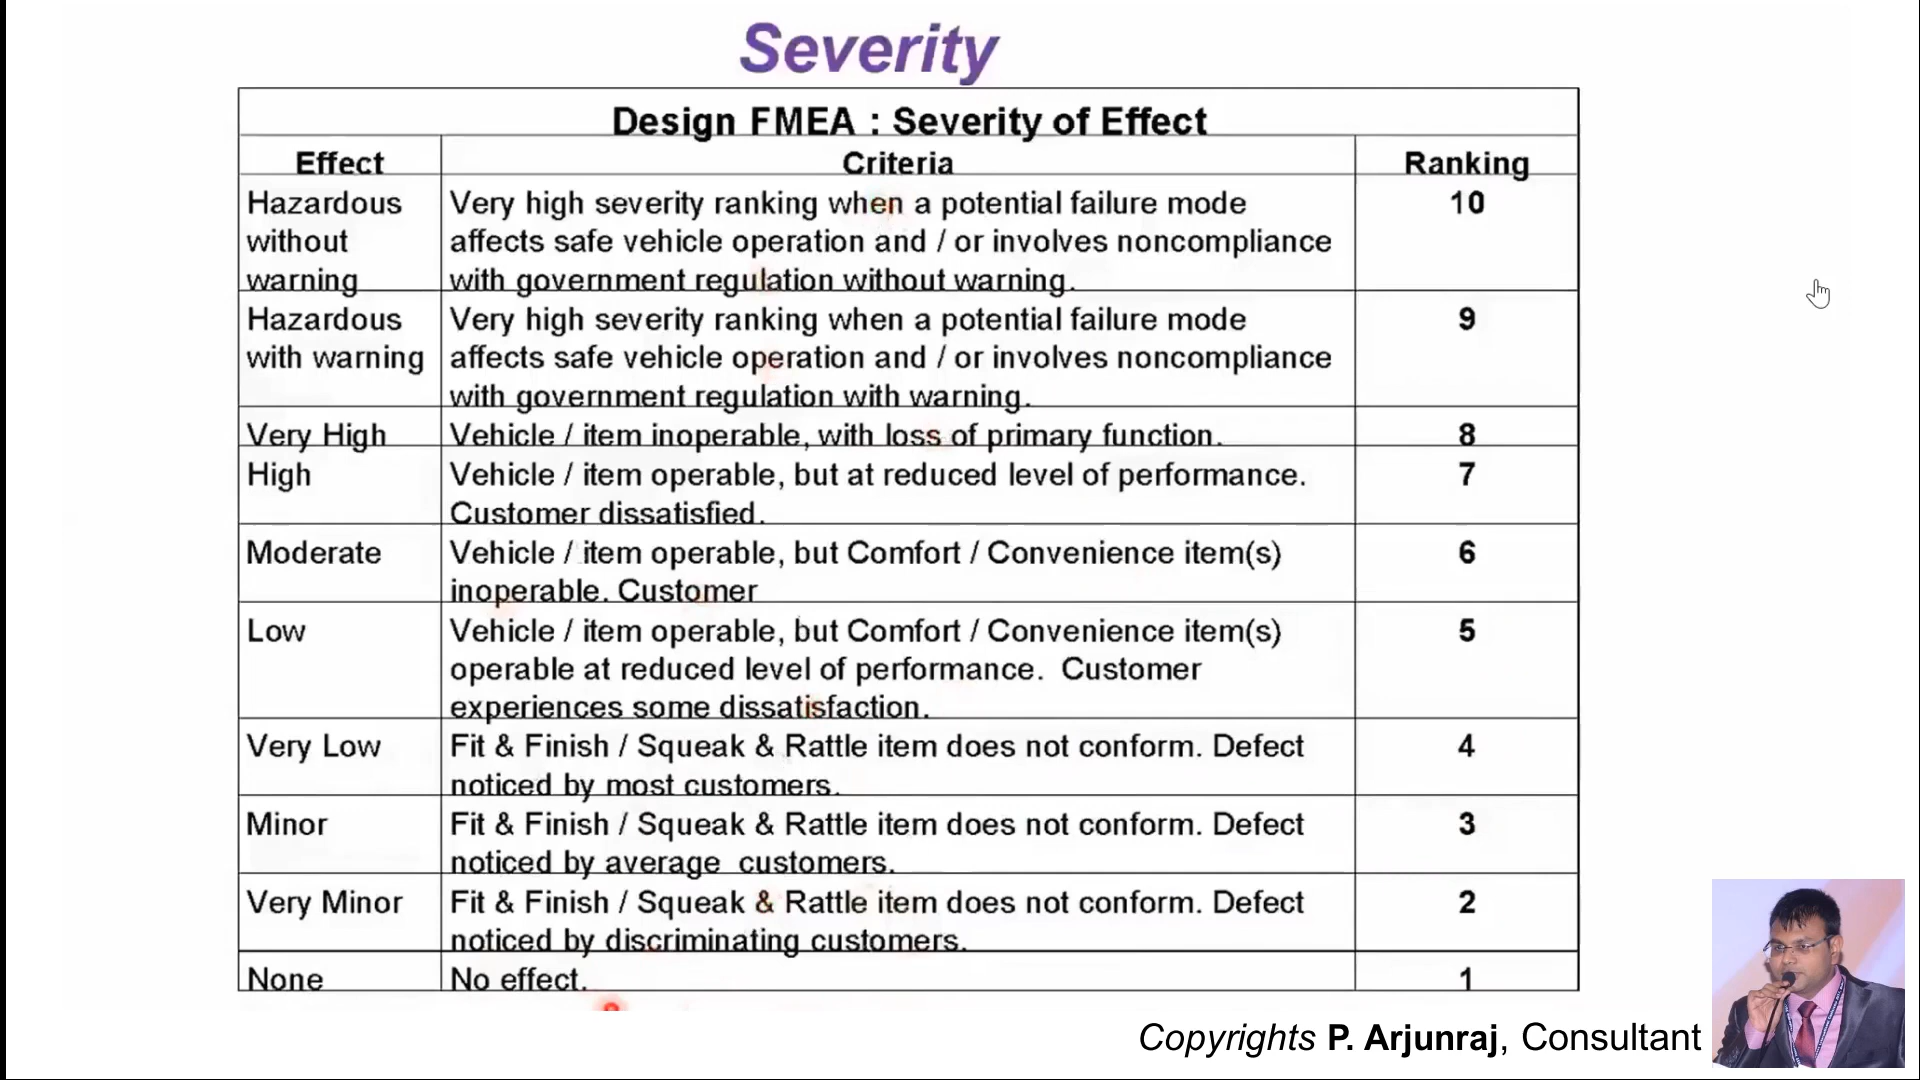 Severity
Design FMEA : Severity of Effect
Effect Criteria Ranking
Hazardous without warning
Very high severity ranking when a potential failure mode
affects safe vehicle operation and / or involves noncompliance
with government regulation without warning.
10
Hazardous with warning
Very high severity ranking when a potential failure mode
affects safe vehicle operation and / or involves noncompliance
with government regulation with warning.
9
Very High
Vehicle / item inoperable, with loss of primary function.
8
High
Vehicle / item operable, but at reduced level of performance.
Customer dissatisfied.
7
Moderate
Vehicle / item operable, but Comfort / Convenience item(s)
inoperable. Customer
6
Low
Vehicle / item operable, but Comfort / Convenience item(s)
operable at reduced level of performance. Customer
experiences some dissatisfaction.
5
Very Low
Fit & Finish / Squeak & Rattle item does not conform. Defect
noticed by most customers.
4
Minor
Fit & Finish / Squeak & Rattle item does not conform. Defect
noticed by average customers.
3
Very Minor
Fit & Finish / Squeak & Rattle item does not conform. Defect
noticed by discriminating customers.
2
None
No effect.
1
Copyrights P. Arjunraj, Consultant